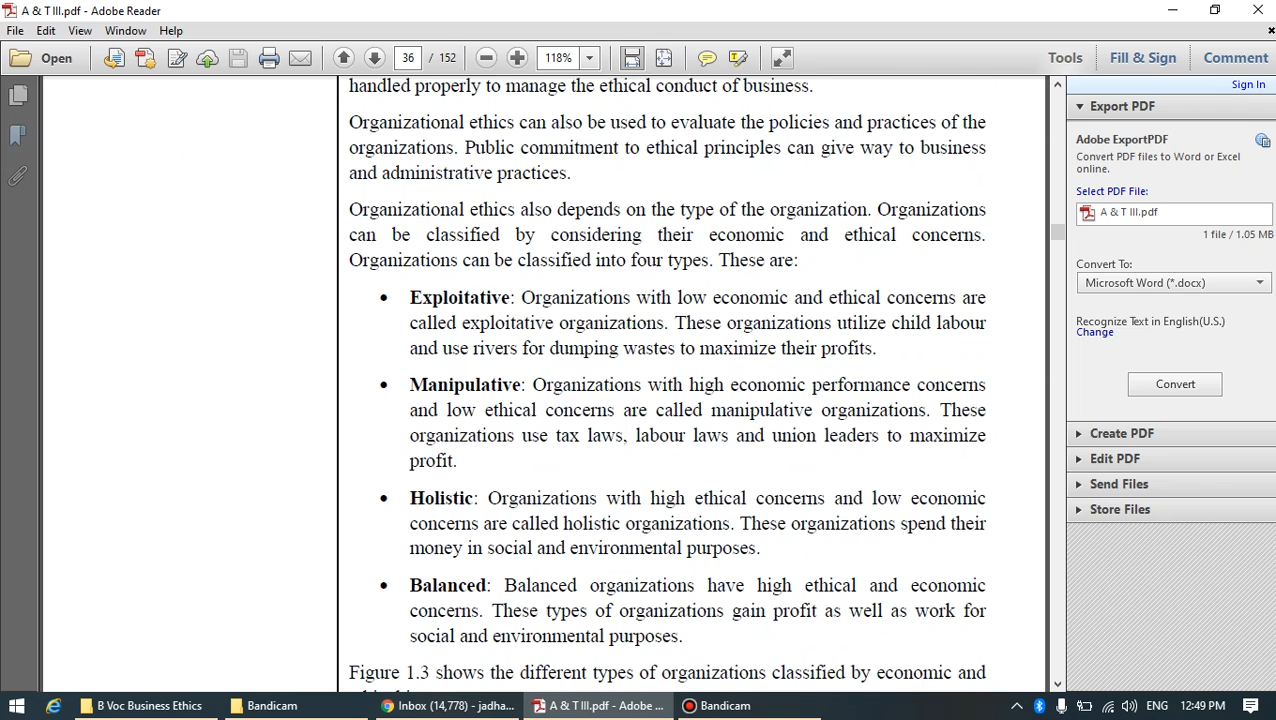 A & T III.pdf - Adobe Reader
File Edit View Window Help
Open 36 / 152 118% Tools Fill & Sign Comment
Sign In
handled properly to manage the ethical conduct of business.
Organizational ethics can also be used to evaluate the policies and practices of the
organizations. Public commitment to ethical principles can give way to business
and administrative practices.
Organizational ethics also depends on the type of the organization. Organizations
can be classified by considering their economic and ethical concerns.
Organizations can be classified into four types. These are:
• Exploitative: Organizations with low economic and ethical concerns are
called exploitative organizations. These organizations utilize child labour
and use rivers for dumping wastes to maximize their profits.
• Manipulative: Organizations with high economic performance concerns
and low ethical concerns are called manipulative organizations. These
organizations use tax laws, labour laws and union leaders to maximize
profit.
• Holistic: Organizations with high ethical concerns and low economic
concerns are called holistic organizations. These organizations spend their
money in social and environmental purposes.
• Balanced: Balanced organizations have high ethical and economic
concerns. These types of organizations gain profit as well as work for
social and environmental purposes.
Figure 1.3 shows the different types of organizations classified by economic and
Export PDF
Adobe ExportPDF
Convert PDF files to Word or Excel
online.
Select PDF File:
A & T III.pdf
1 file / 1.05 MB
Convert To:
Microsoft Word (*.docx)
Recognize Text in English(U.S.)
Change
Convert
Create PDF
Edit PDF
Send Files
Store Files
B Voc Business Ethics Bandicam Inbox (14,778) - jadha... A & T III.pdf - Adobe ... Bandicam ENG 12:49 PM